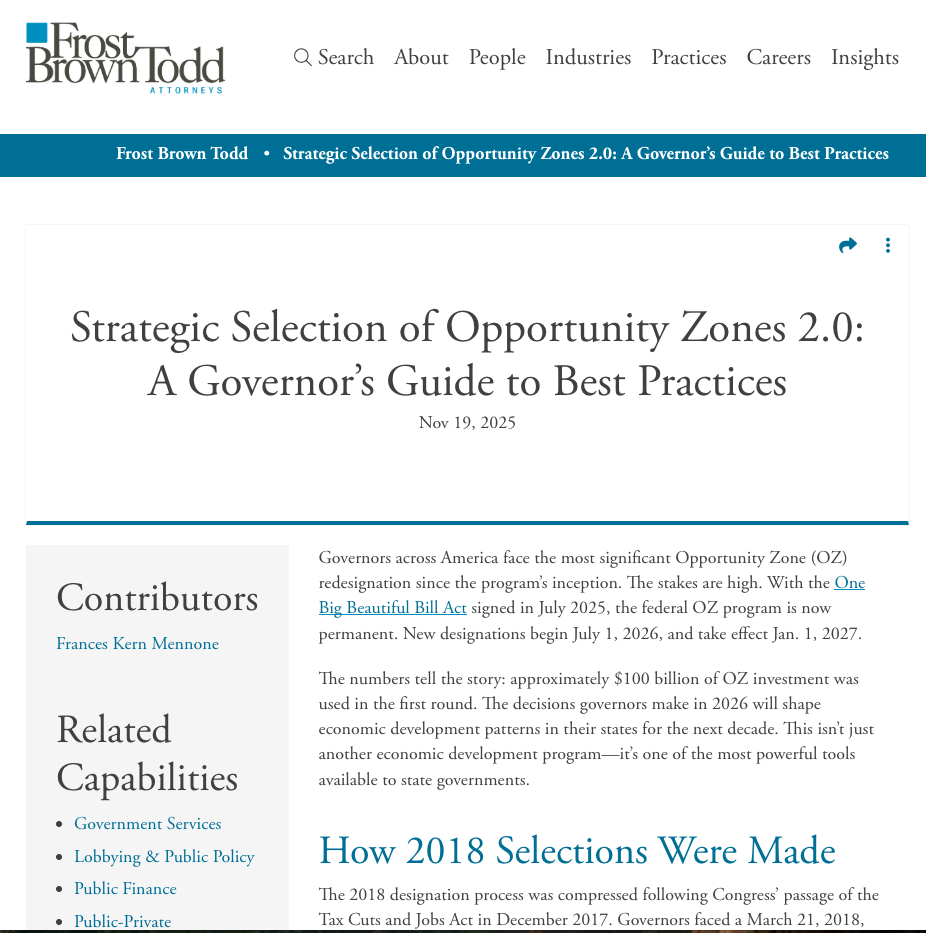 Frost
Brown Todd
ATTORNEYS
Search About People Industries Practices Careers Insights
Frost Brown Todd • Strategic Selection of Opportunity Zones 2.0: A Governor’s Guide to Best Practices
Strategic Selection of Opportunity Zones 2.0:
A Governor’s Guide to Best Practices
Nov 19, 2025
Contributors
Frances Kern Mennone
Related
Capabilities
• Government Services
• Lobbying & Public Policy
• Public Finance
• Public-Private
Governors across America face the most significant Opportunity Zone (OZ)
redesignation since the program’s inception. The stakes are high. With the One
Big Beautiful Bill Act signed in July 2025, the federal OZ program is now
permanent. New designations begin July 1, 2026, and take effect Jan. 1, 2027.
The numbers tell the story: approximately $100 billion of OZ investment was
used in the first round. The decisions governors make in 2026 will shape
economic development patterns in their states for the next decade. This isn’t just
another economic development program—it’s one of the most powerful tools
available to state governments.
How 2018 Selections Were Made
The 2018 designation process was compressed following Congress’ passage of the
Tax Cuts and Jobs Act in December 2017. Governors faced a March 21, 2018,